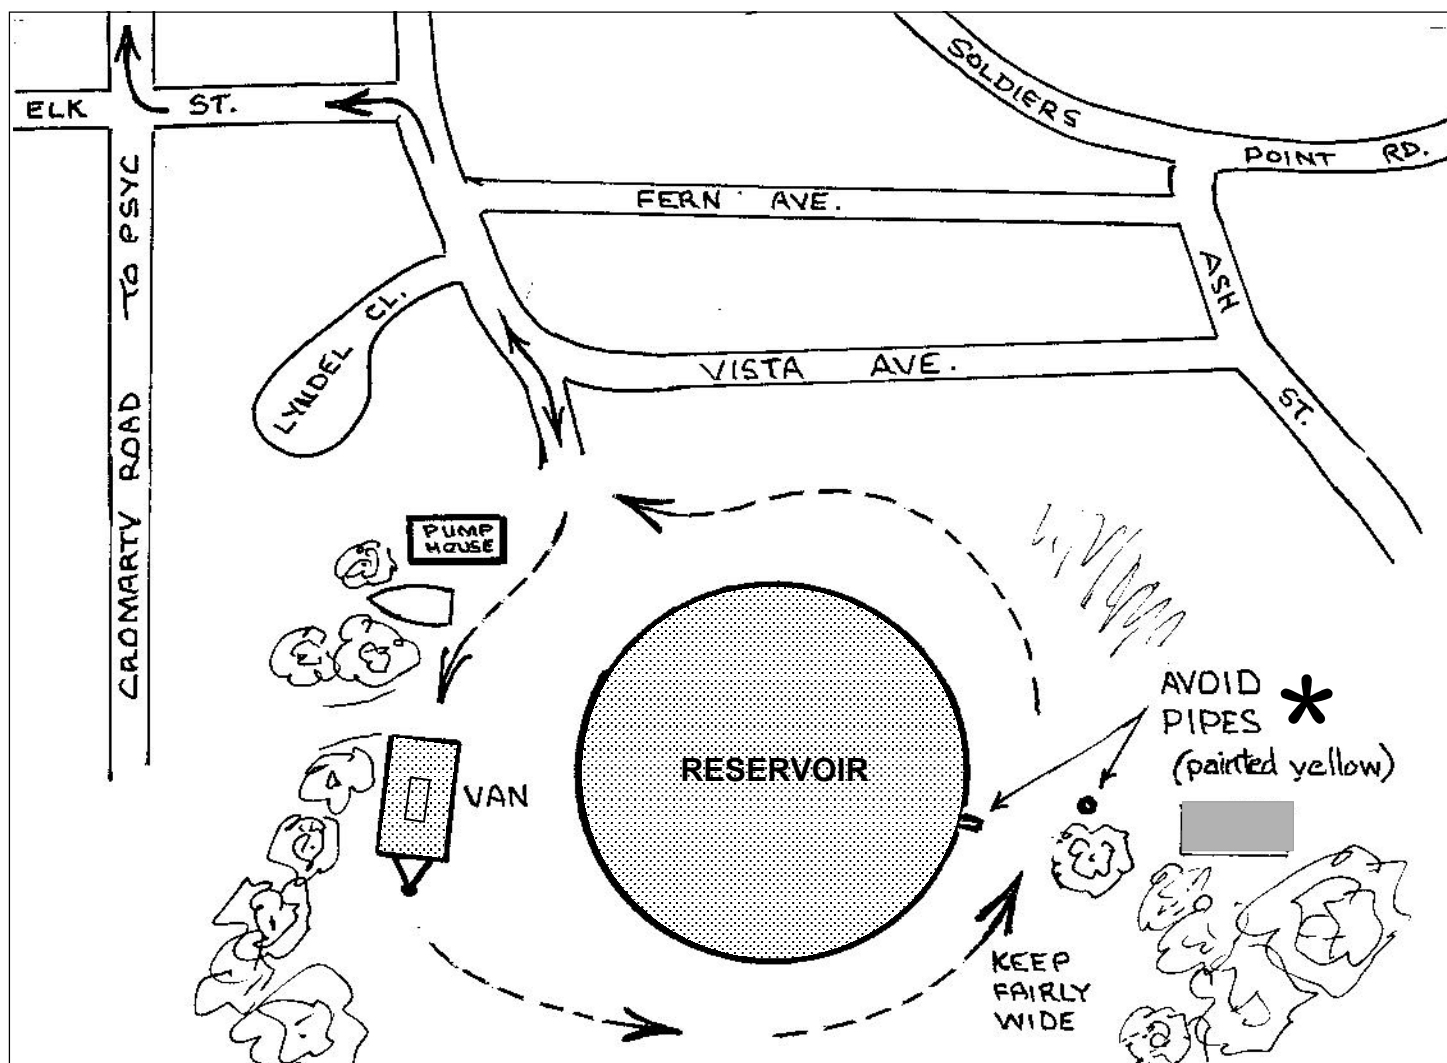 SOLDIERS
POINT RD.
ELK ST.
FERN AVE.
ASH
ST.
CROMARTY ROAD TO PSYC
LYNDEL CL.
VISTA AVE.
PUMP
HOUSE
AVOID
PIPES *
(painted yellow)
RESERVOIR
VAN
KEEP
FAIRLY
WIDE